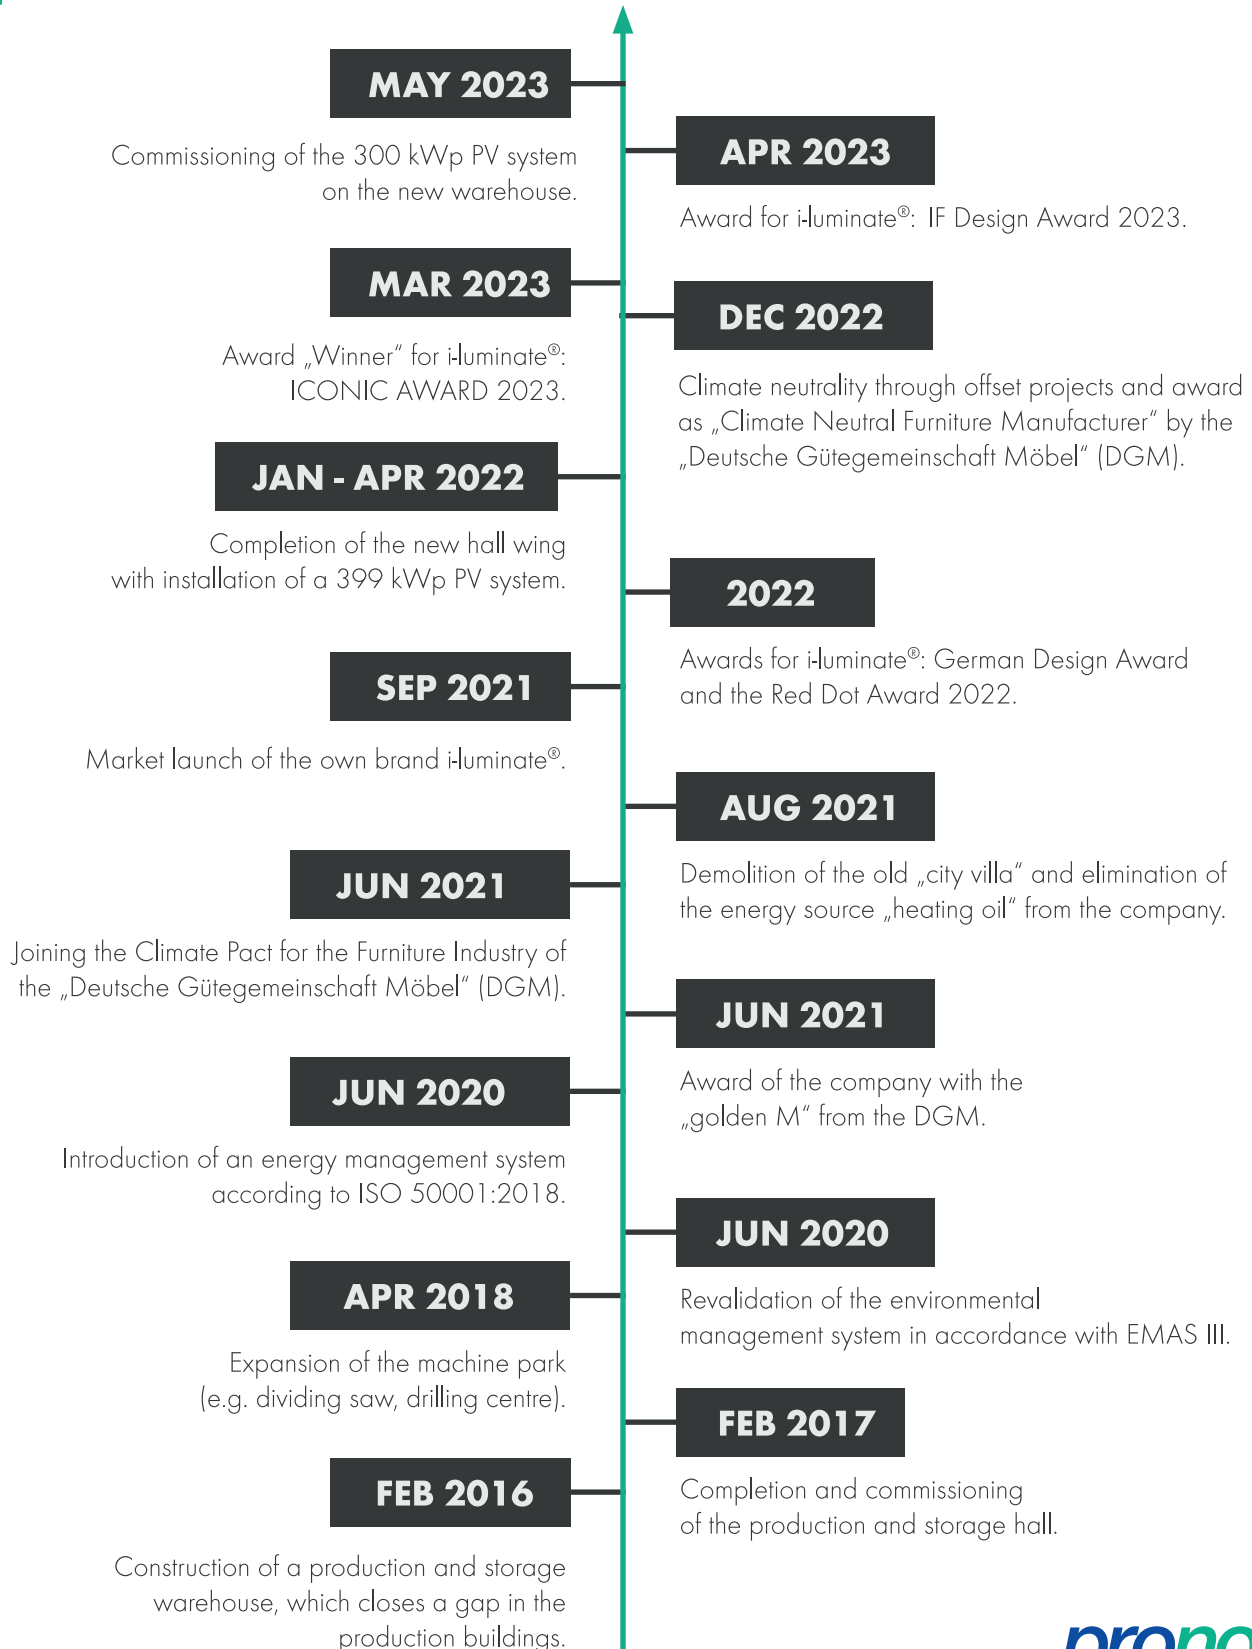 MAY 2023
Commissioning of the 300 kWp PV system
on the new warehouse.
APR 2023
Award for i-luminate®: IF Design Award 2023.
MAR 2023
Award „Winner“ for i-luminate®:
ICONIC AWARD 2023.
DEC 2022
Climate neutrality through offset projects and award
as „Climate Neutral Furniture Manufacturer“ by the
„Deutsche Gütegemeinschaft Möbel“ (DGM).
JAN - APR 2022
Completion of the new hall wing
with installation of a 399 kWp PV system.
2022
Awards for i-luminate®: German Design Award
and the Red Dot Award 2022.
SEP 2021
Market launch of the own brand i-luminate®.
AUG 2021
Demolition of the old „city villa“ and elimination of
the energy source „heating oil“ from the company.
JUN 2021
Joining the Climate Pact for the Furniture Industry of
the „Deutsche Gütegemeinschaft Möbel“ (DGM).
JUN 2021
Award of the company with the
„golden M“ from the DGM.
JUN 2020
Introduction of an energy management system
according to ISO 50001:2018.
JUN 2020
Revalidation of the environmental
management system in accordance with EMAS III.
APR 2018
Expansion of the machine park
(e.g. dividing saw, drilling centre).
FEB 2017
Completion and commissioning
of the production and storage hall.
FEB 2016
Construction of a production and storage
warehouse, which closes a gap in the
production buildings.